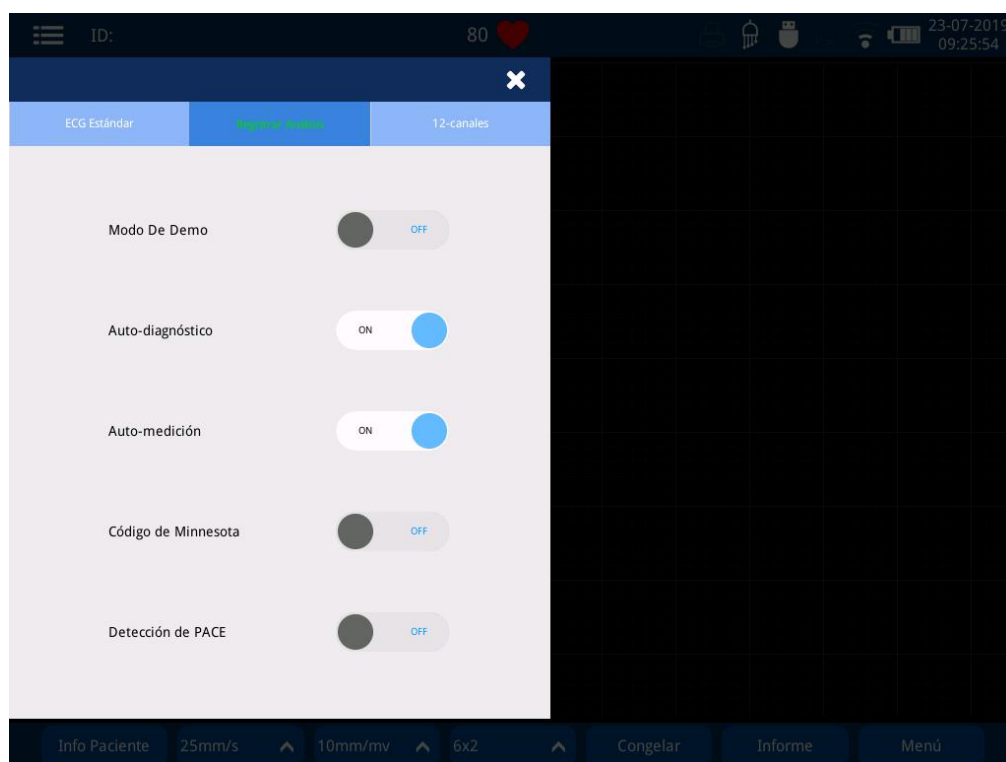 ID:
80
23-07-2019
09:25:54
ECG Estándar
Registrar Análisis
12-canales
Modo De Demo
OFF
Auto-diagnóstico
ON
Auto-medición
ON
Código de Minnesota
OFF
Detección de PACE
OFF
Info Paciente
25mm/s
10mm/mv
6x2
Congelar
Informe
Menú